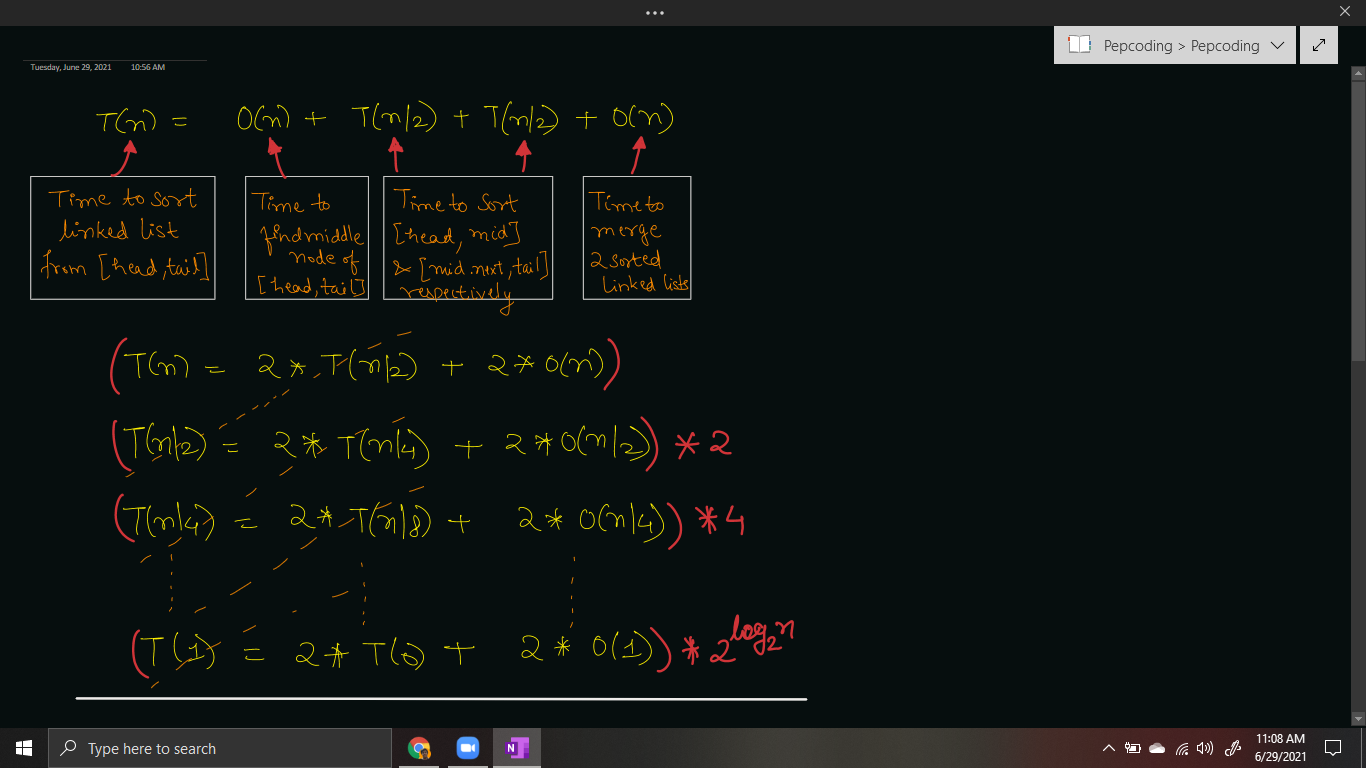 Pepcoding > Pepcoding
Tuesday, June 29, 2021 10:56 AM
T(n) = O(n) + T(n|2) + T(n|2) + O(n)
Time to sort
linked list
from [head, tail]
Time to
find middle
node of
[head, tail]
Time to sort
[head, mid]
& [mid.next, tail]
respectively
Time to
merge
2 sorted
linked lists
(T(n) = 2 * T(n|2) + 2 * O(n))
(T(n|2) = 2 * T(n|4) + 2 * O(n|2)) * 2
(T(n|4) = 2 * T(n|8) + 2 * O(n|4)) * 4
(T(1) = 2 * T(0) + 2 * O(1)) * 2^log₂n
Type here to search
11:08 AM
6/29/2021